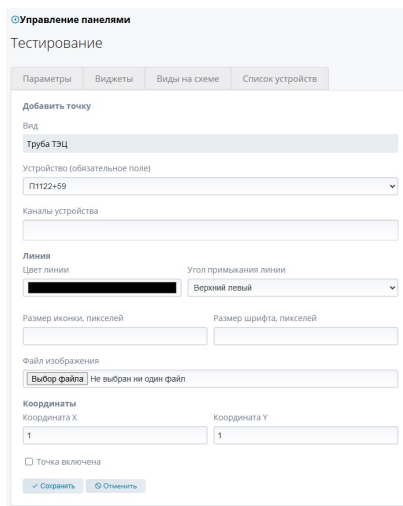 Управление панелями
Тестирование
Параметры Виджеты Виды на схеме Список устройств
Добавить точку
Вид
Труба ТЭЦ
Устройство (обязательное поле)
П1122+59
Каналы устройства
Линия
Цвет линии Угол примыкания линии
Верхний левый
Размер иконки, пикселей Размер шрифта, пикселей
Файл изображения
Выбор файла Не выбран ни один файл
Координаты
Координата X Координата Y
1 1
Точка включена
Сохранить Отменить